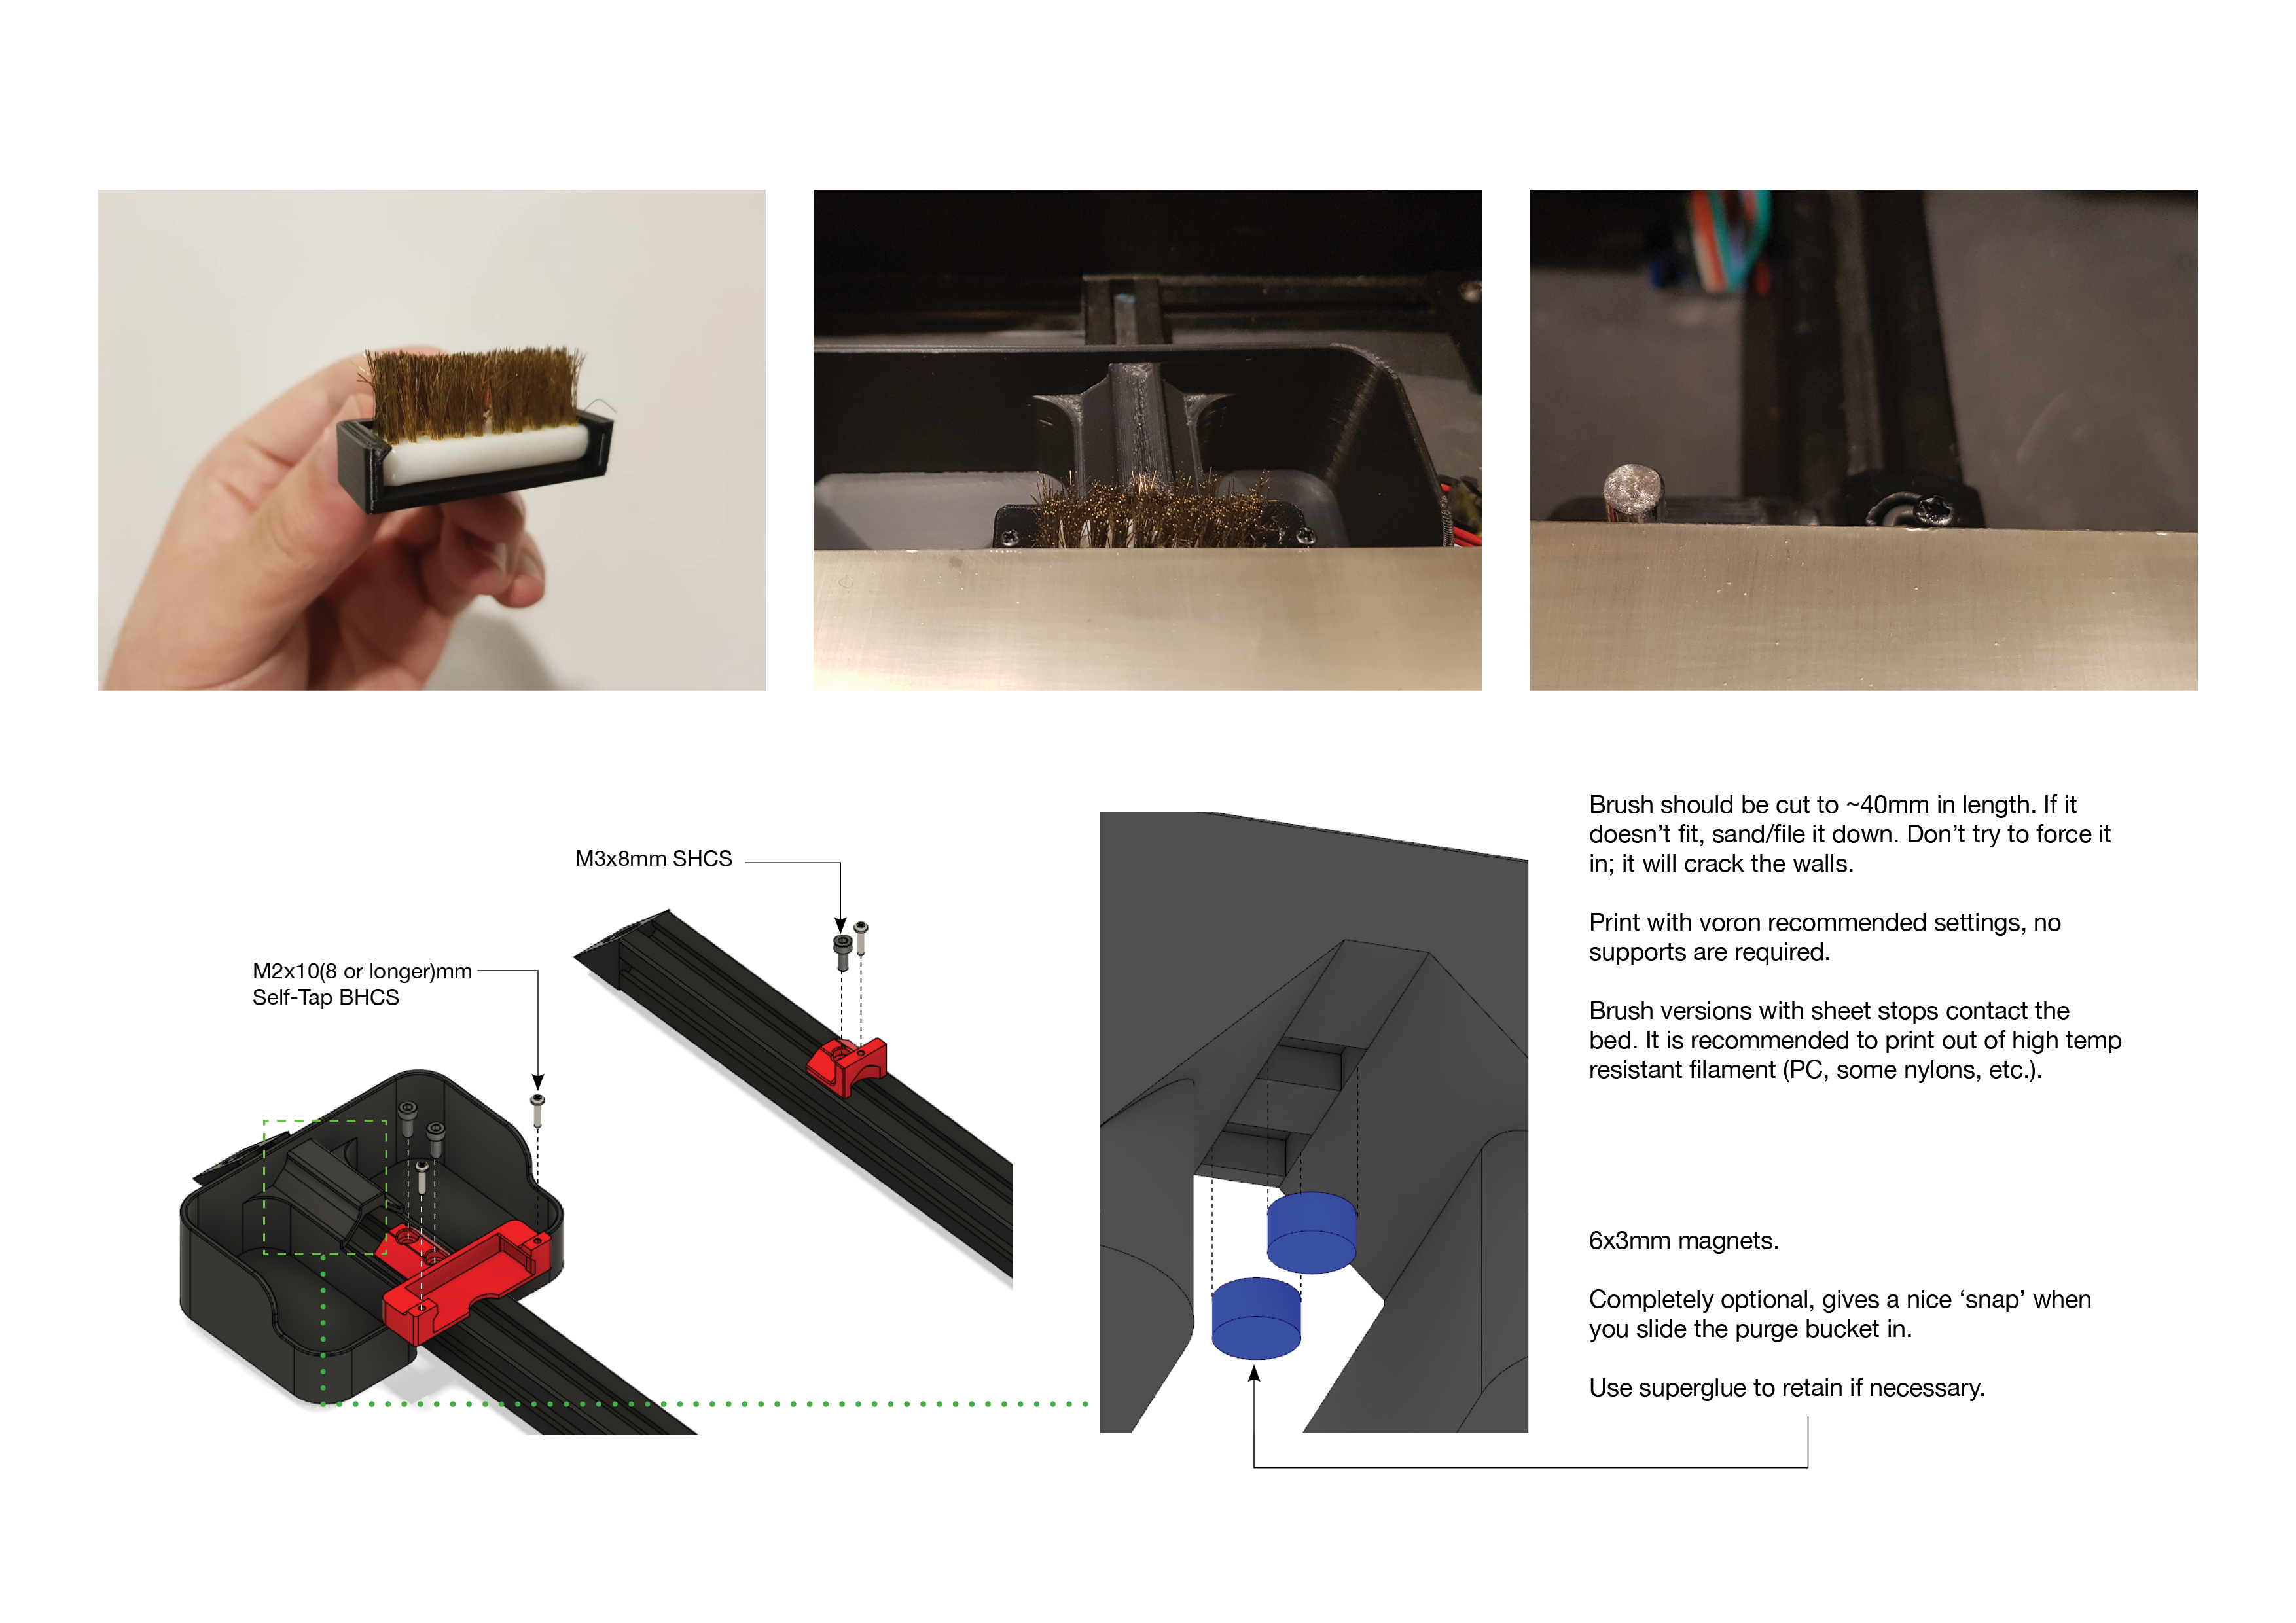 M3x8mm SHCS
M2x10(8 or longer)mm
Self-Tap BHCS
Brush should be cut to ~40mm in length. If it
doesn’t fit, sand/file it down. Don’t try to force it
in; it will crack the walls.
Print with voron recommended settings, no
supports are required.
Brush versions with sheet stops contact the
bed. It is recommended to print out of high temp
resistant filament (PC, some nylons, etc.).
6x3mm magnets.
Completely optional, gives a nice ‘snap’ when
you slide the purge bucket in.
Use superglue to retain if necessary.